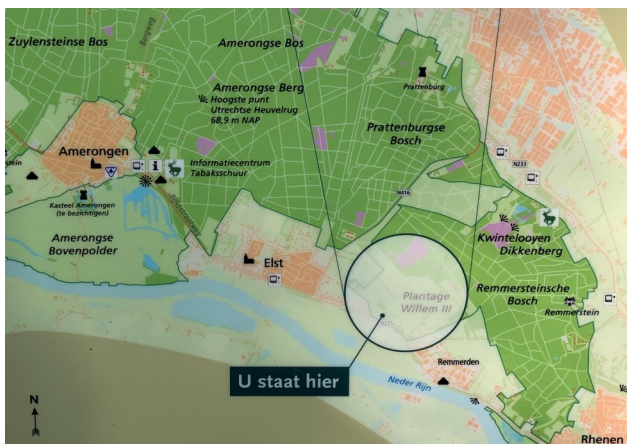 Zuylensteinse Bos
Bergweg
Amerongse Bos
Amerongse Berg
Hoogste punt
Utrechtse Heuvelrug
68,9 m NAP
Prattenburg
Prattenburgse
Bosch
Amerongen
i
Informatiecentrum
Tabaksschuur
Kasteel Amerongen
(te bezichtigen)
Amerongse
Bovenpolder
N233
N416
Kwintelooyen
Dikkenberg
Elst
Plantage
Willem III
Remmersteinsche
Bosch
Remmerstein
U staat hier
Remmerden
Neder Rijn
N
Rhenen